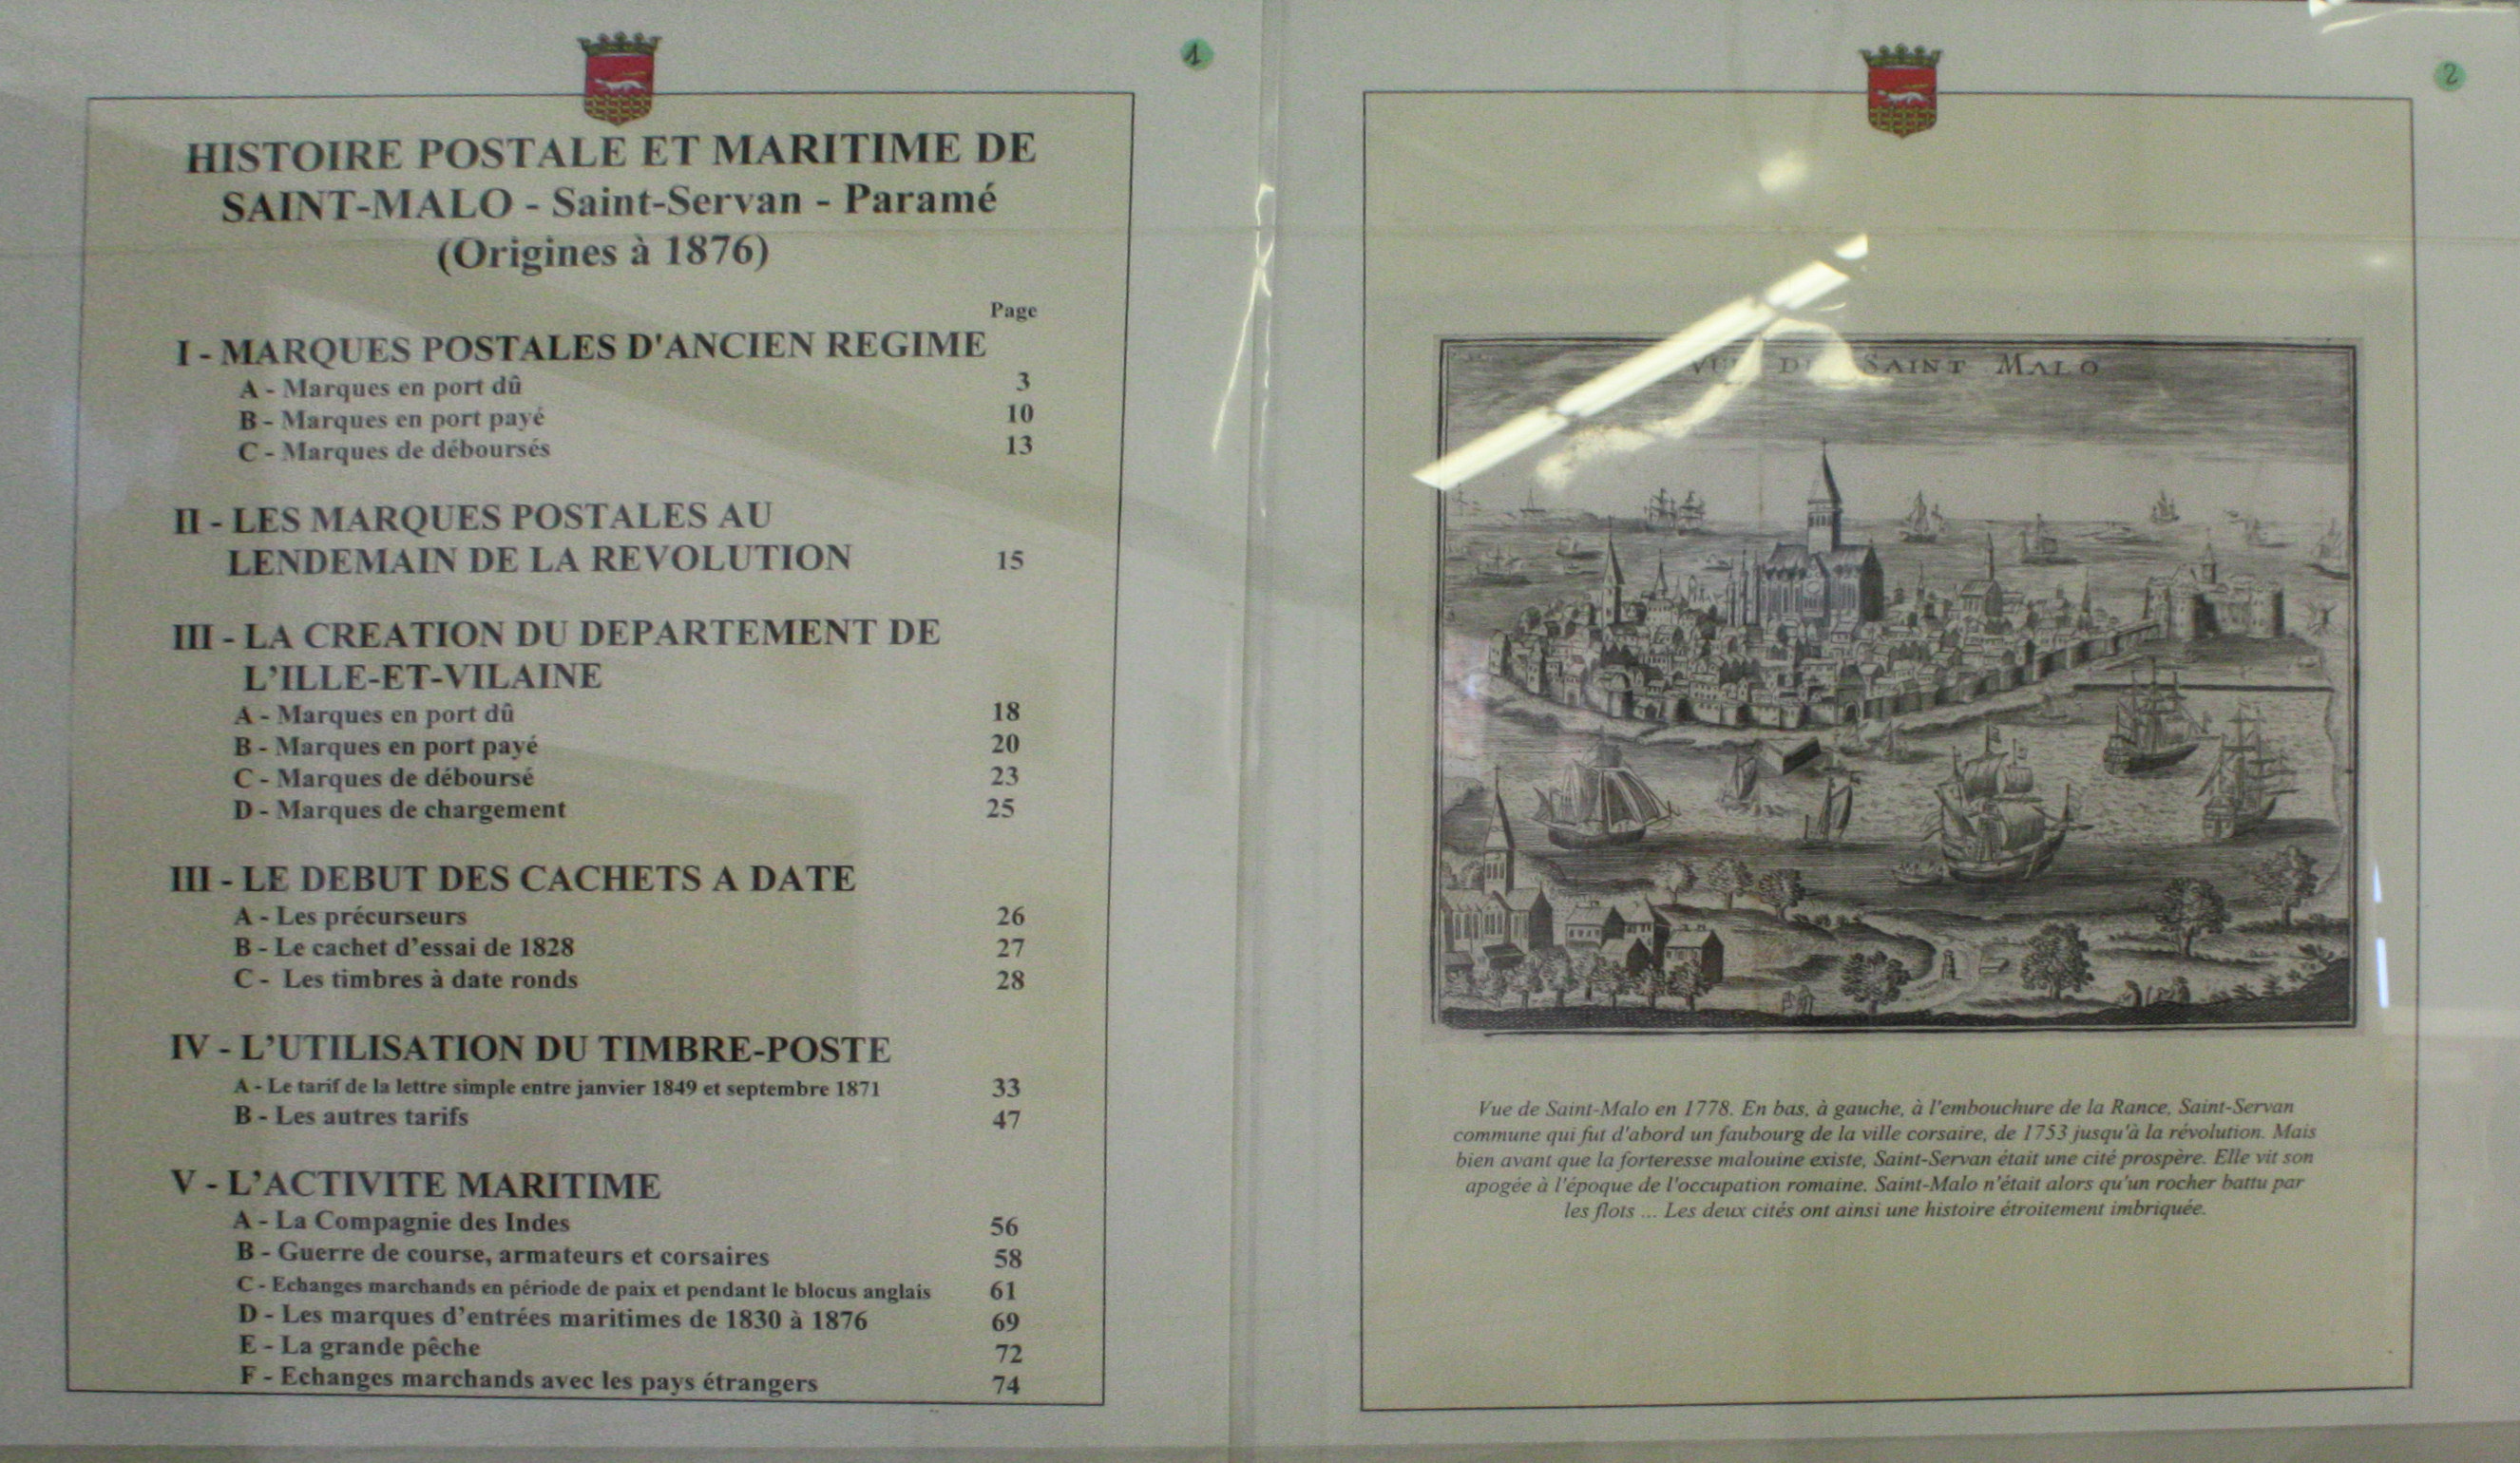 1
HISTOIRE POSTALE ET MARITIME DE
SAINT-MALO - Saint-Servan - Paramé
(Origines à 1876)
Page
I - MARQUES POSTALES D'ANCIEN REGIME
A - Marques en port dû 3
B - Marques en port payé 10
C - Marques de déboursés 13
II - LES MARQUES POSTALES AU
LENDEMAIN DE LA REVOLUTION 15
III - LA CREATION DU DEPARTEMENT DE
L'ILLE-ET-VILAINE
A - Marques en port dû 18
B - Marques en port payé 20
C - Marques de déboursé 23
D - Marques de chargement 25
III - LE DEBUT DES CACHETS A DATE
A - Les précurseurs 26
B - Le cachet d'essai de 1828 27
C - Les timbres à date ronds 28
IV - L'UTILISATION DU TIMBRE-POSTE
A - Le tarif de la lettre simple entre janvier 1849 et septembre 1871 33
B - Les autres tarifs 47
V - L'ACTIVITE MARITIME
A - La Compagnie des Indes 56
B - Guerre de course, armateurs et corsaires 58
C - Echanges marchands en période de paix et pendant le blocus anglais 61
D - Les marques d'entrées maritimes de 1830 à 1876 69
E - La grande pêche 72
F - Echanges marchands avec les pays étrangers 74
2
VUE DE SAINT MALO
Vue de Saint-Malo en 1778. En bas, à gauche, à l'embouchure de la Rance, Saint-Servan
commune qui fut d'abord un faubourg de la ville corsaire, de 1753 jusqu'à la révolution. Mais
bien avant que la forteresse malouine existe, Saint-Servan était une cité prospère. Elle vit son
apogée à l'époque de l'occupation romaine. Saint-Malo n'était alors qu'un rocher battu par
les flots ... Les deux cités ont ainsi une histoire étroitement imbriquée.